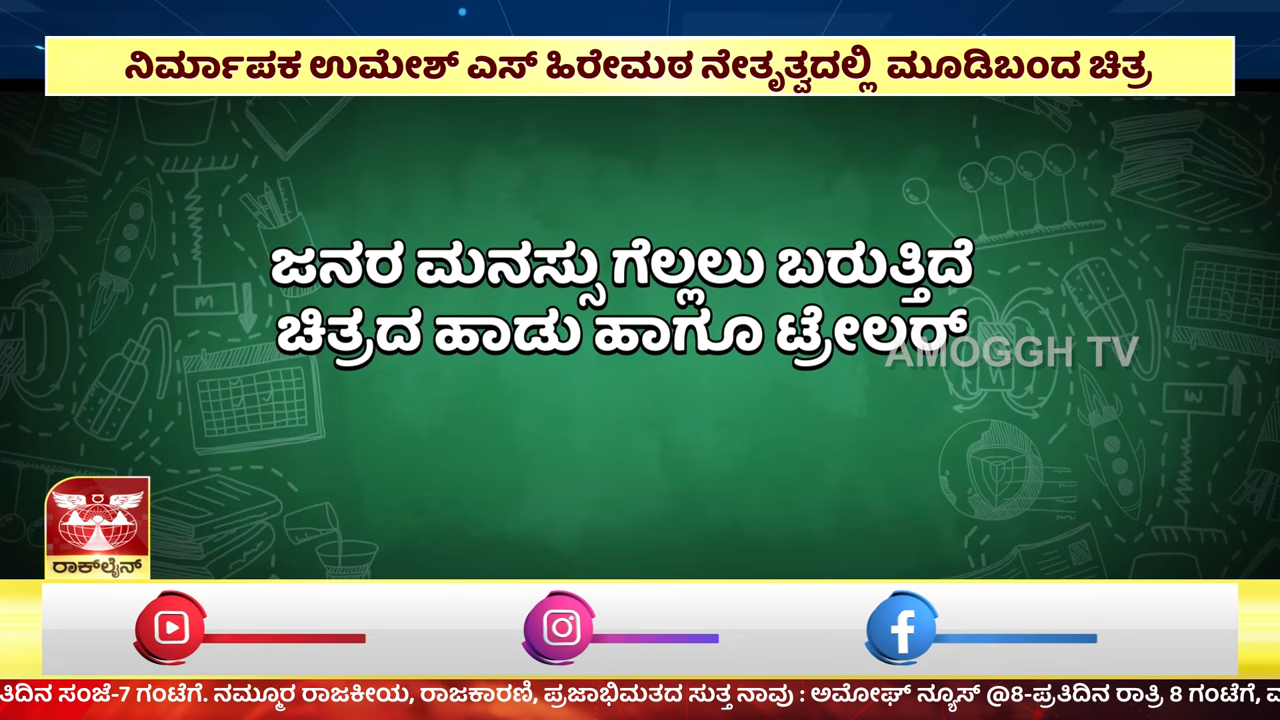 ನಿರ್ಮಾಪಕ ಉಮೇಶ್ ಎಸ್ ಹಿರೇಮಠ ನೇತೃತ್ವದಲ್ಲಿ ಮೂಡಿಬಂದ ಚಿತ್ರ
ಜನರ ಮನಸ್ಸು ಗೆಲ್ಲಲು ಬರುತ್ತಿದೆ
ಚಿತ್ರದ ಹಾಡು ಹಾಗೂ ಟ್ರೇಲರ್
AMOGGH TV
m
ರಾಕ್‌ಲೈನ್
ತಿದಿನ ಸಂಜೆ-7 ಗಂಟೆಗೆ. ನಮ್ಮೂರ ರಾಜಕೀಯ, ರಾಜಕಾರಣಿ, ಪ್ರಜಾಭಿಮತದ ಸುತ್ತ ನಾವು : ಅಮೋಘ್ ನ್ಯೂಸ್ @8-ಪ್ರತಿದಿನ ರಾತ್ರಿ 8 ಗಂಟೆಗೆ,